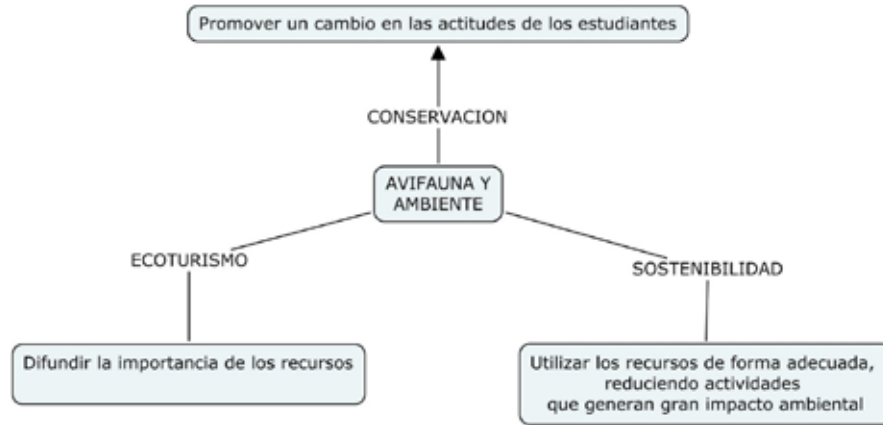 Promover un cambio en las actitudes de los estudiantes
CONSERVACION
AVIFAUNA Y
AMBIENTE
ECOTURISMO
SOSTENIBILIDAD
Difundir la importancia de los recursos
Utilizar los recursos de forma adecuada,
reduciendo actividades
que generan gran impacto ambiental